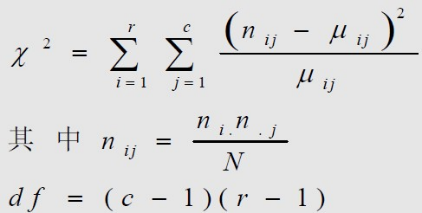 χ² = Σ_{i=1}^{r} Σ_{j=1}^{c} (n_{ij} − μ_{ij})² / μ_{ij}
其中 n_{ij} = n_{i.} n_{.j} / N
df = (c − 1)(r − 1)